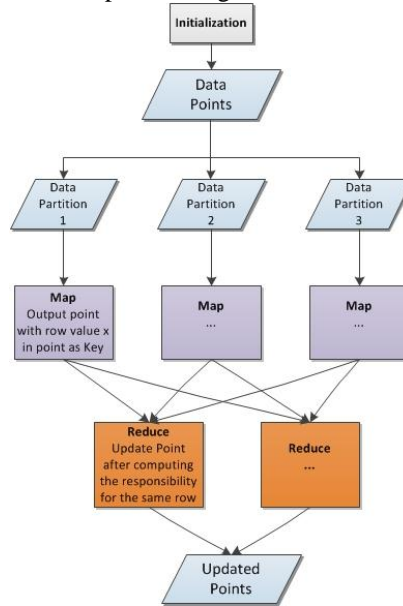 Initialization
Data
Points
Data
Partition
1
Data
Partition
2
Data
Partition
3
Map
Output point
with row value x
in point as Key
Map
...
Map
...
Reduce
Update Point
after computing
the responsibility
for the same row
Reduce
...
Updated
Points